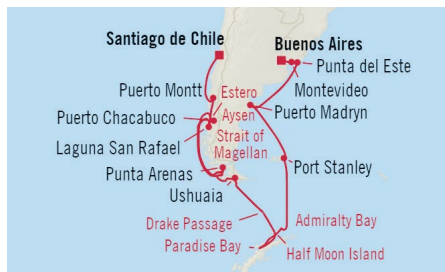 Santiago de Chile
Buenos Aires
Punta del Este
Montevideo
Puerto Montt
Estero
Aysen
Puerto Madryn
Puerto Chacabuco
Strait of
Magellan
Laguna San Rafael
Punta Arenas
Port Stanley
Ushuaia
Drake Passage
Admiralty Bay
Paradise Bay
Half Moon Island